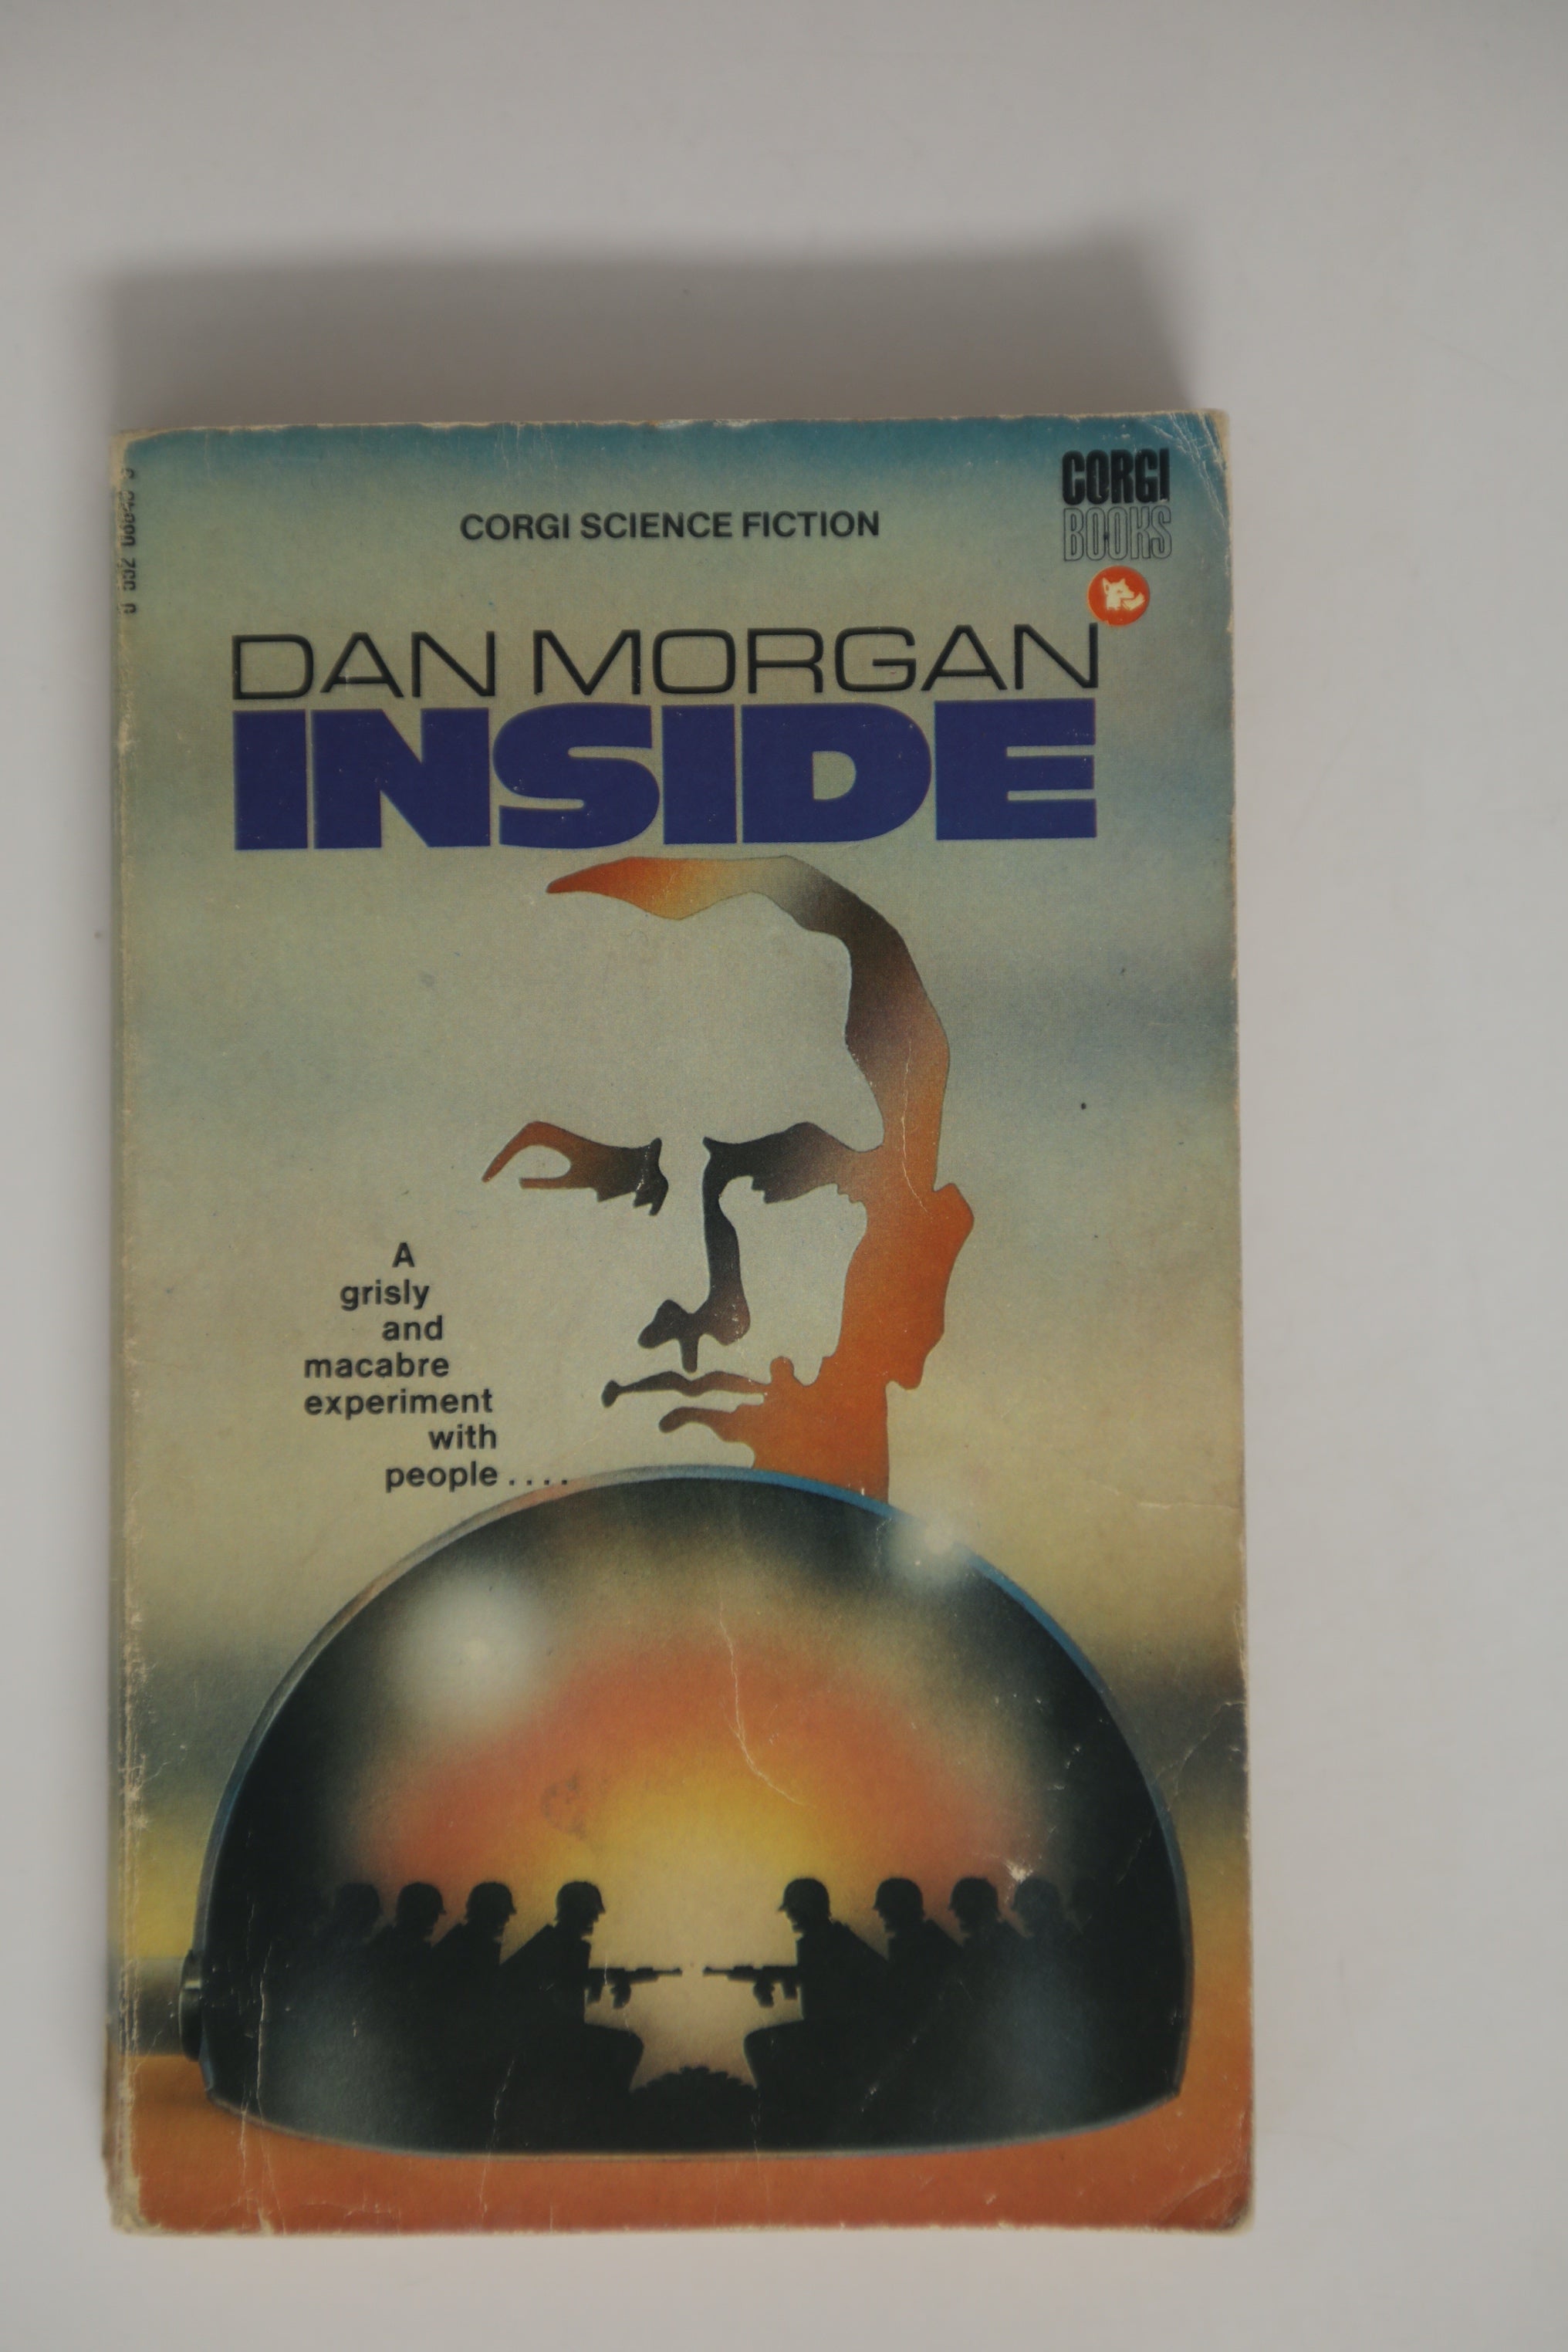 CORGI
BOOKS
CORGI SCIENCE FICTION
DAN MORGAN
INSIDE
A
grisly
and
macabre
experiment
with
people....